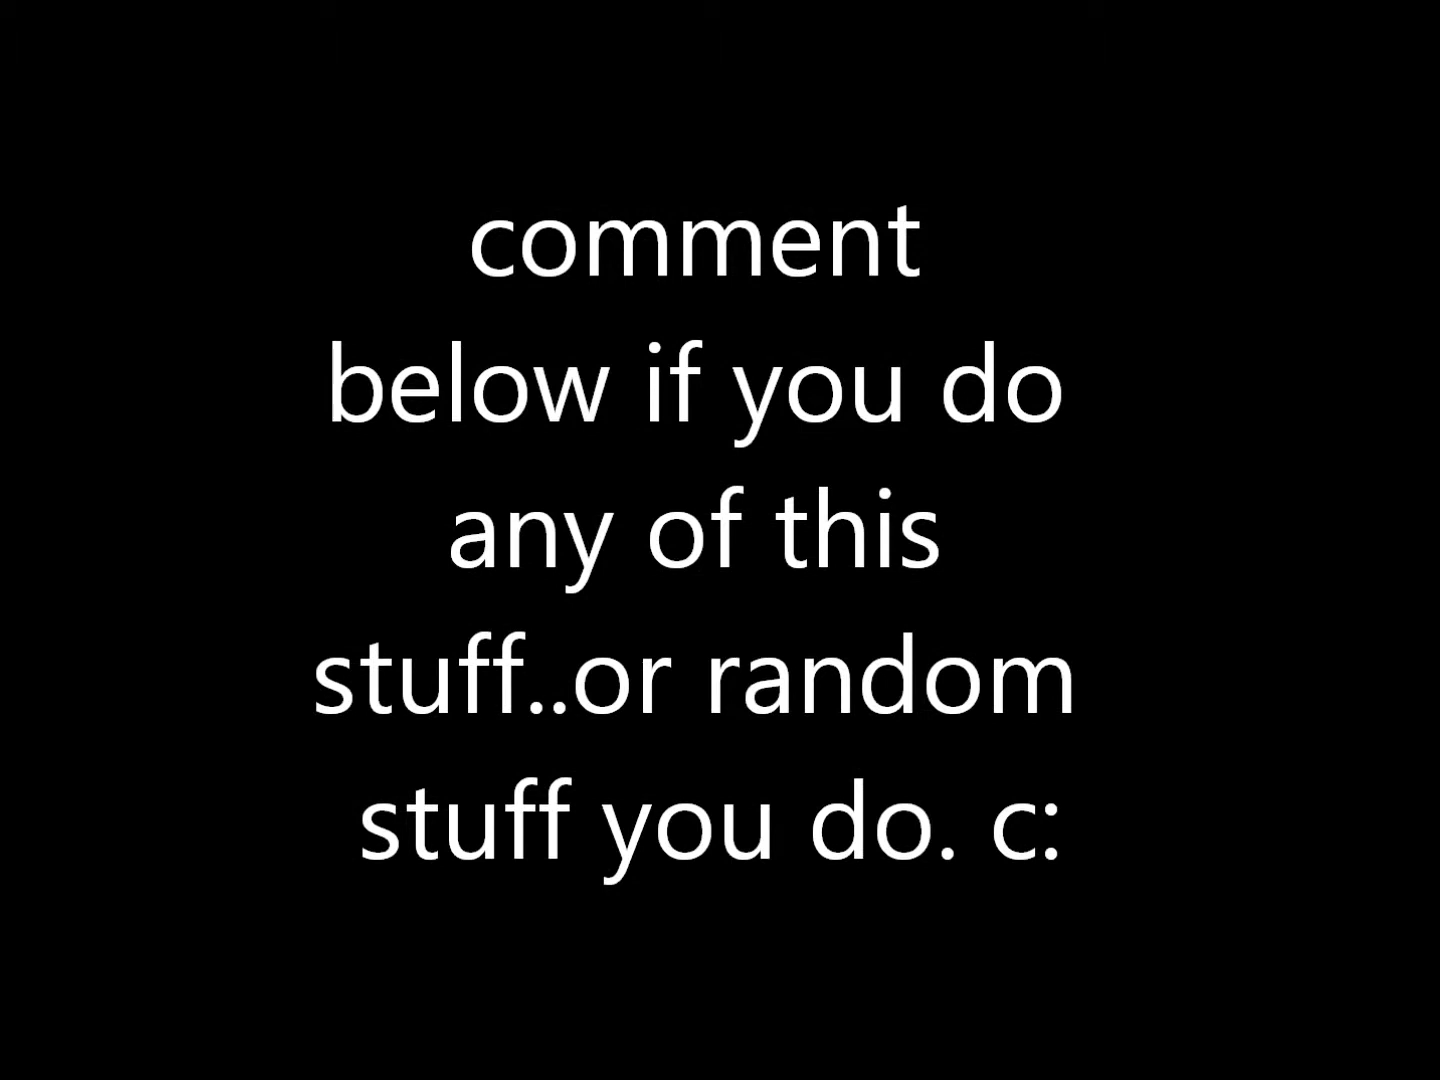 comment
below if you do
any of this
stuff..or random
stuff you do. c: